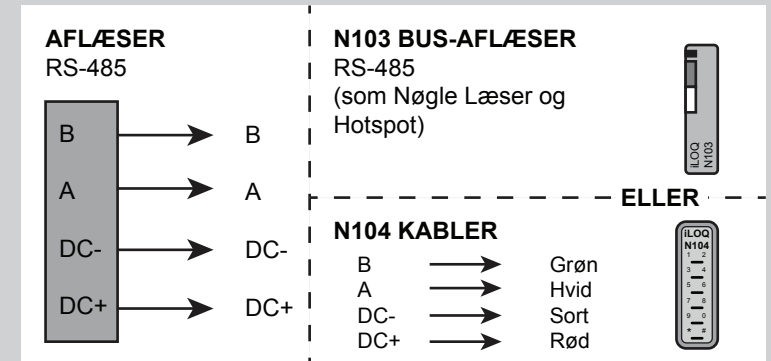 AFLÆSER
RS-485
B B
A A
DC- DC-
DC+ DC+
N103 BUS-AFLÆSER
RS-485
(som Nøgle Læser og
Hotspot)
iLOQ
N103
ELLER
N104 KABLER
B Grøn
A Hvid
DC- Sort
DC+ Rød
iLOQ
N104
1 2
3 4
5 6
7 8
9 0
* #